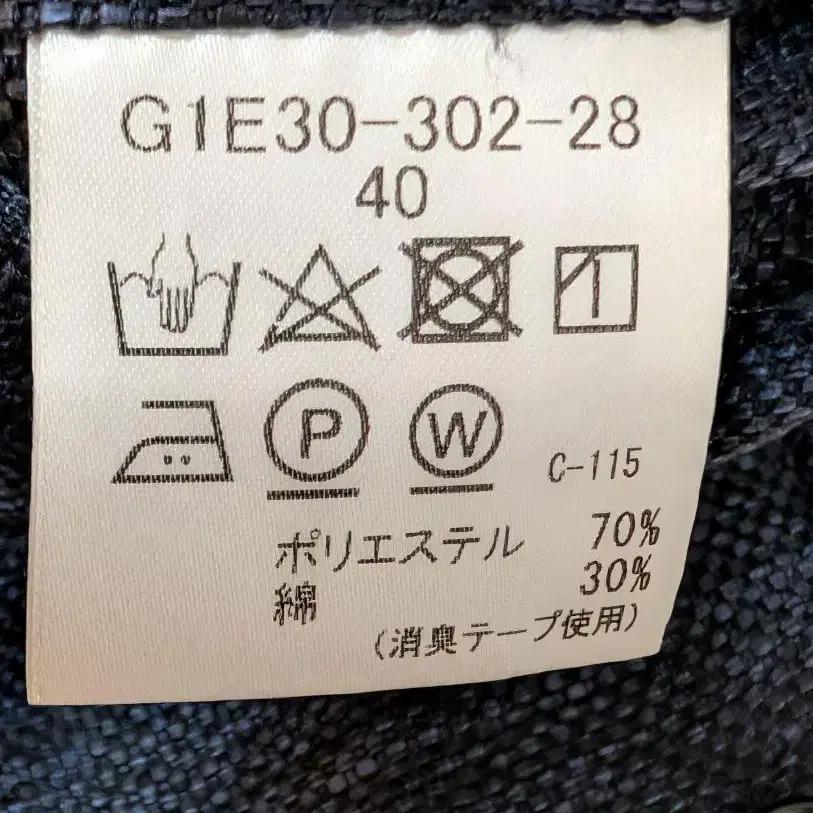 G1E30-302-28
40
P W C-115
ポリエステル 70%
綿 30%
(消臭テープ使用)